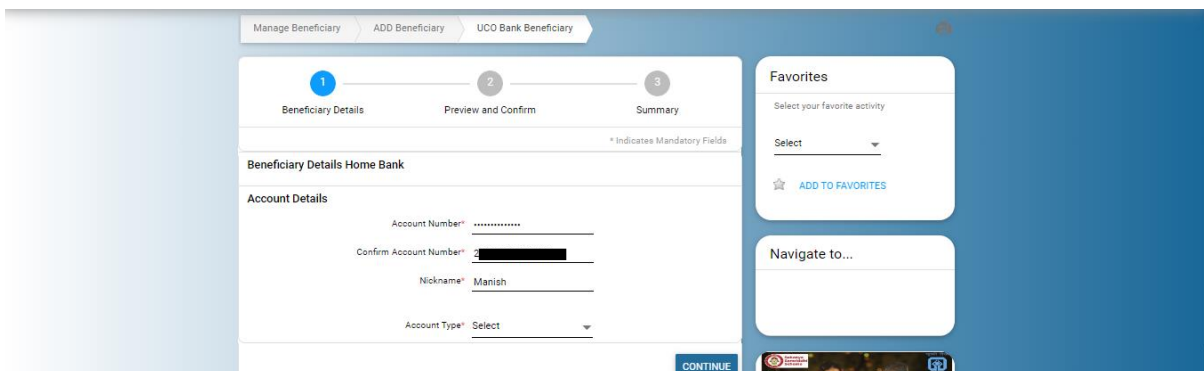 Manage Beneficiary ADD Beneficiary UCO Bank Beneficiary
1 2 3
Beneficiary Details Preview and Confirm Summary
* Indicates Mandatory Fields
Beneficiary Details Home Bank
Account Details
Account Number* ••••••••••••••
Confirm Account Number* 2
Nickname* Manish
Account Type* Select
CONTINUE
Favorites
Select your favorite activity
Select
ADD TO FAVORITES
Navigate to...